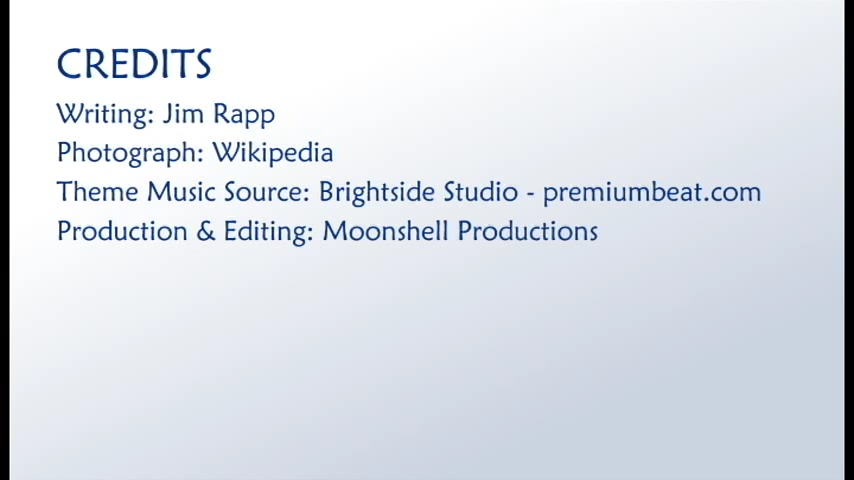 CREDITS
Writing: Jim Rapp
Photograph: Wikipedia
Theme Music Source: Brightside Studio - premiumbeat.com
Production & Editing: Moonshell Productions